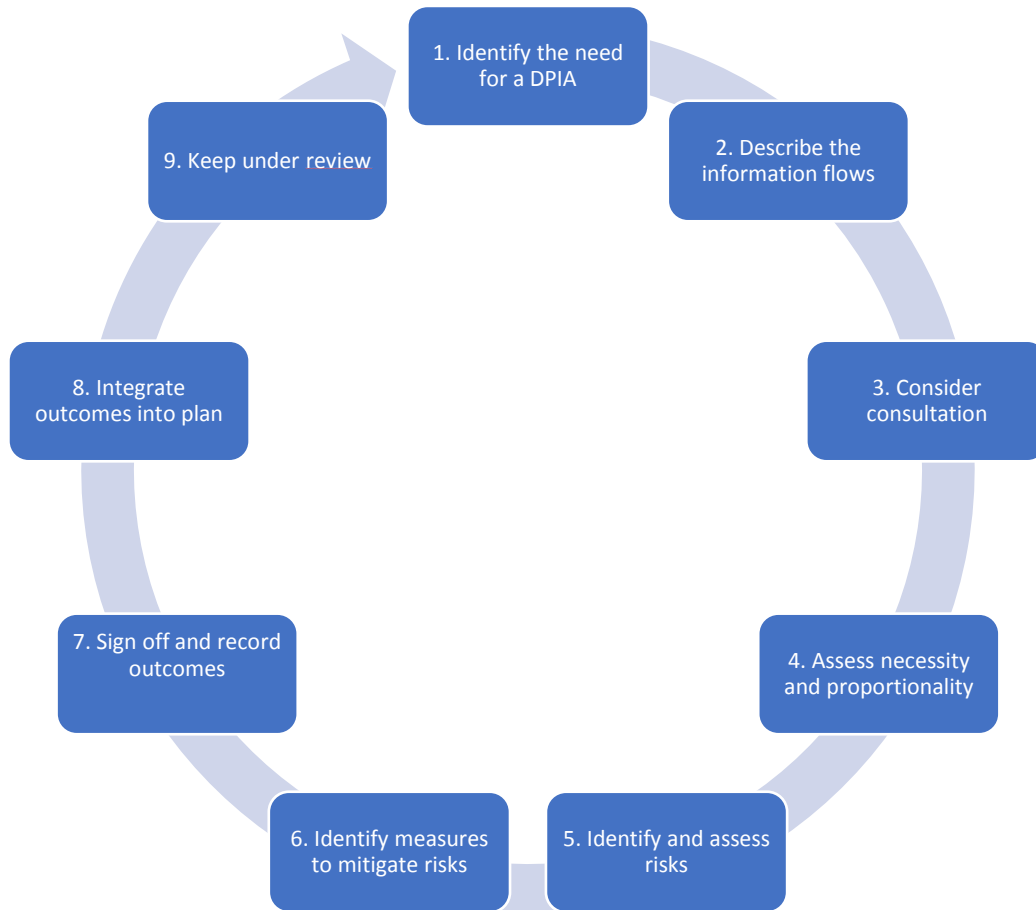 1. Identify the need
for a DPIA
2. Describe the
information flows
3. Consider
consultation
4. Assess necessity
and proportionality
5. Identify and assess
risks
6. Identify measures
to mitigate risks
7. Sign off and record
outcomes
8. Integrate
outcomes into plan
9. Keep under review